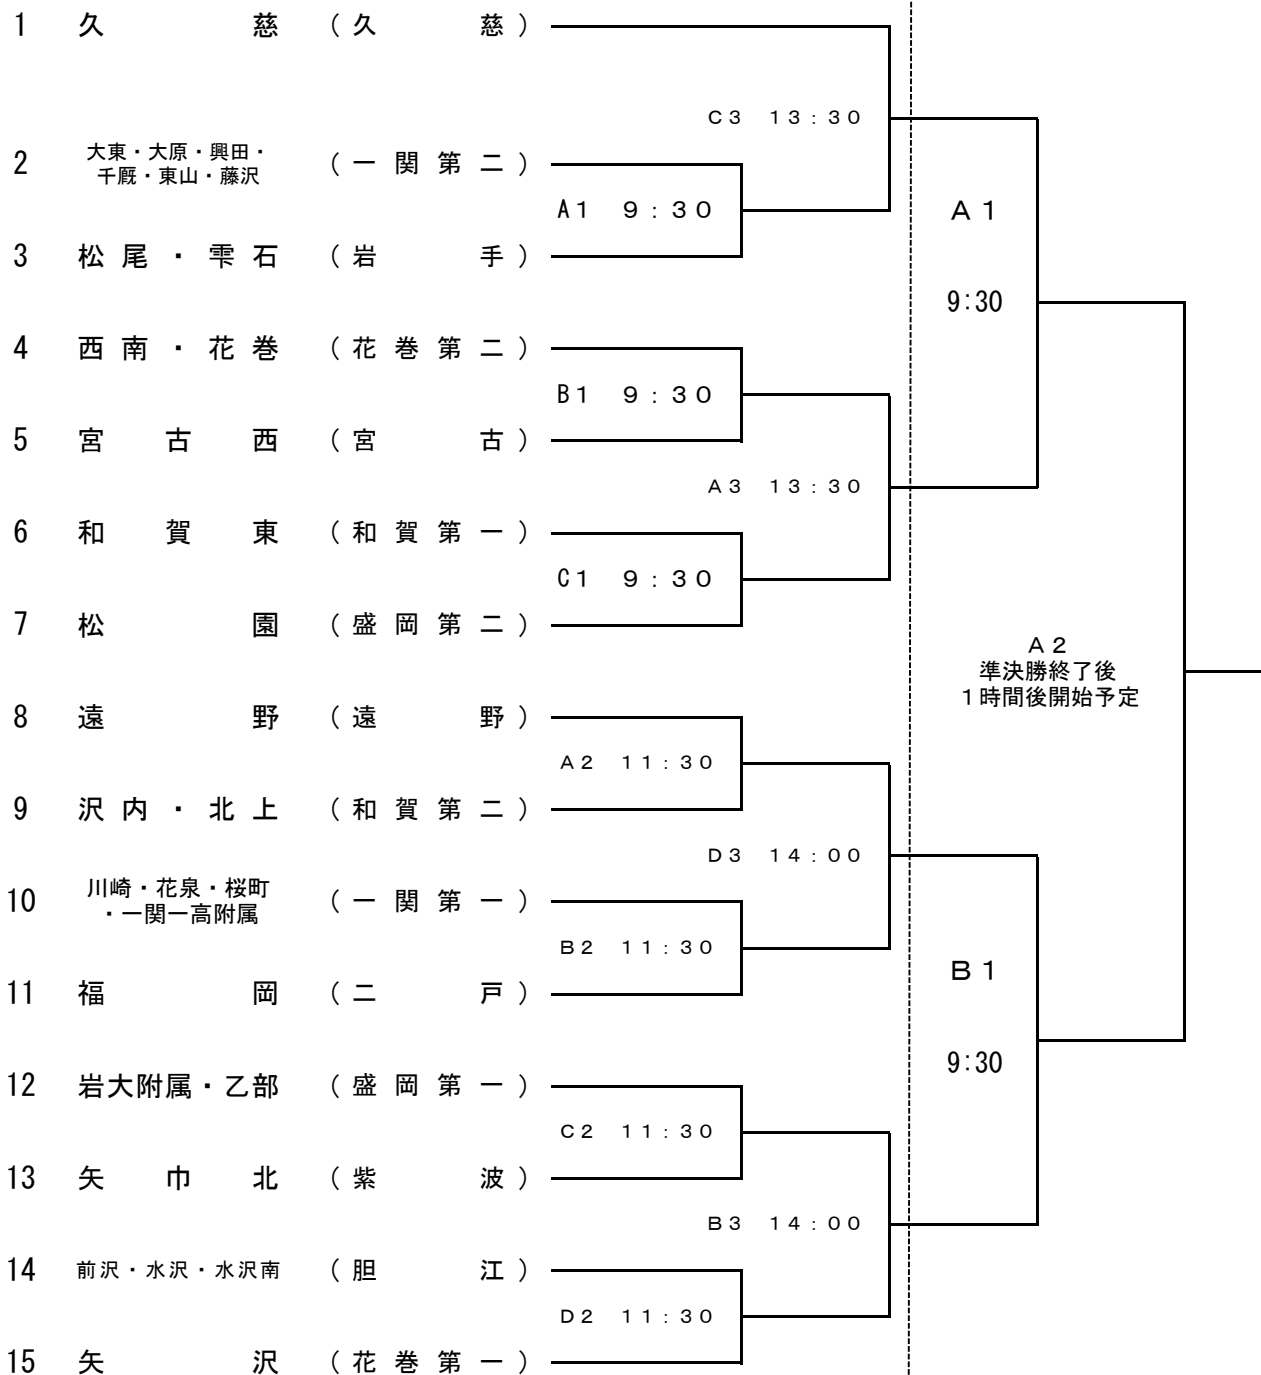 1 久慈 （久慈）
C3 13:30
2 大東・大原・興田・
千厩・東山・藤沢 （一関第二）
A1 9:30
A1
3 松尾・雫石 （岩手）
9:30
4 西南・花巻 （花巻第二）
B1 9:30
5 宮古西 （宮古）
A3 13:30
6 和賀東 （和賀第一）
C1 9:30
7 松園 （盛岡第二）
A2
準決勝終了後
1時間後開始予定
8 遠野 （遠野）
A2 11:30
9 沢内・北上 （和賀第二）
D3 14:00
10 川崎・花泉・桜町
・一関一高附属 （一関第一）
B2 11:30
B1
11 福岡 （二戸）
9:30
12 岩大附属・乙部 （盛岡第一）
C2 11:30
13 矢巾北 （紫波）
B3 14:00
14 前沢・水沢・水沢南 （胆江）
D2 11:30
15 矢沢 （花巻第一）